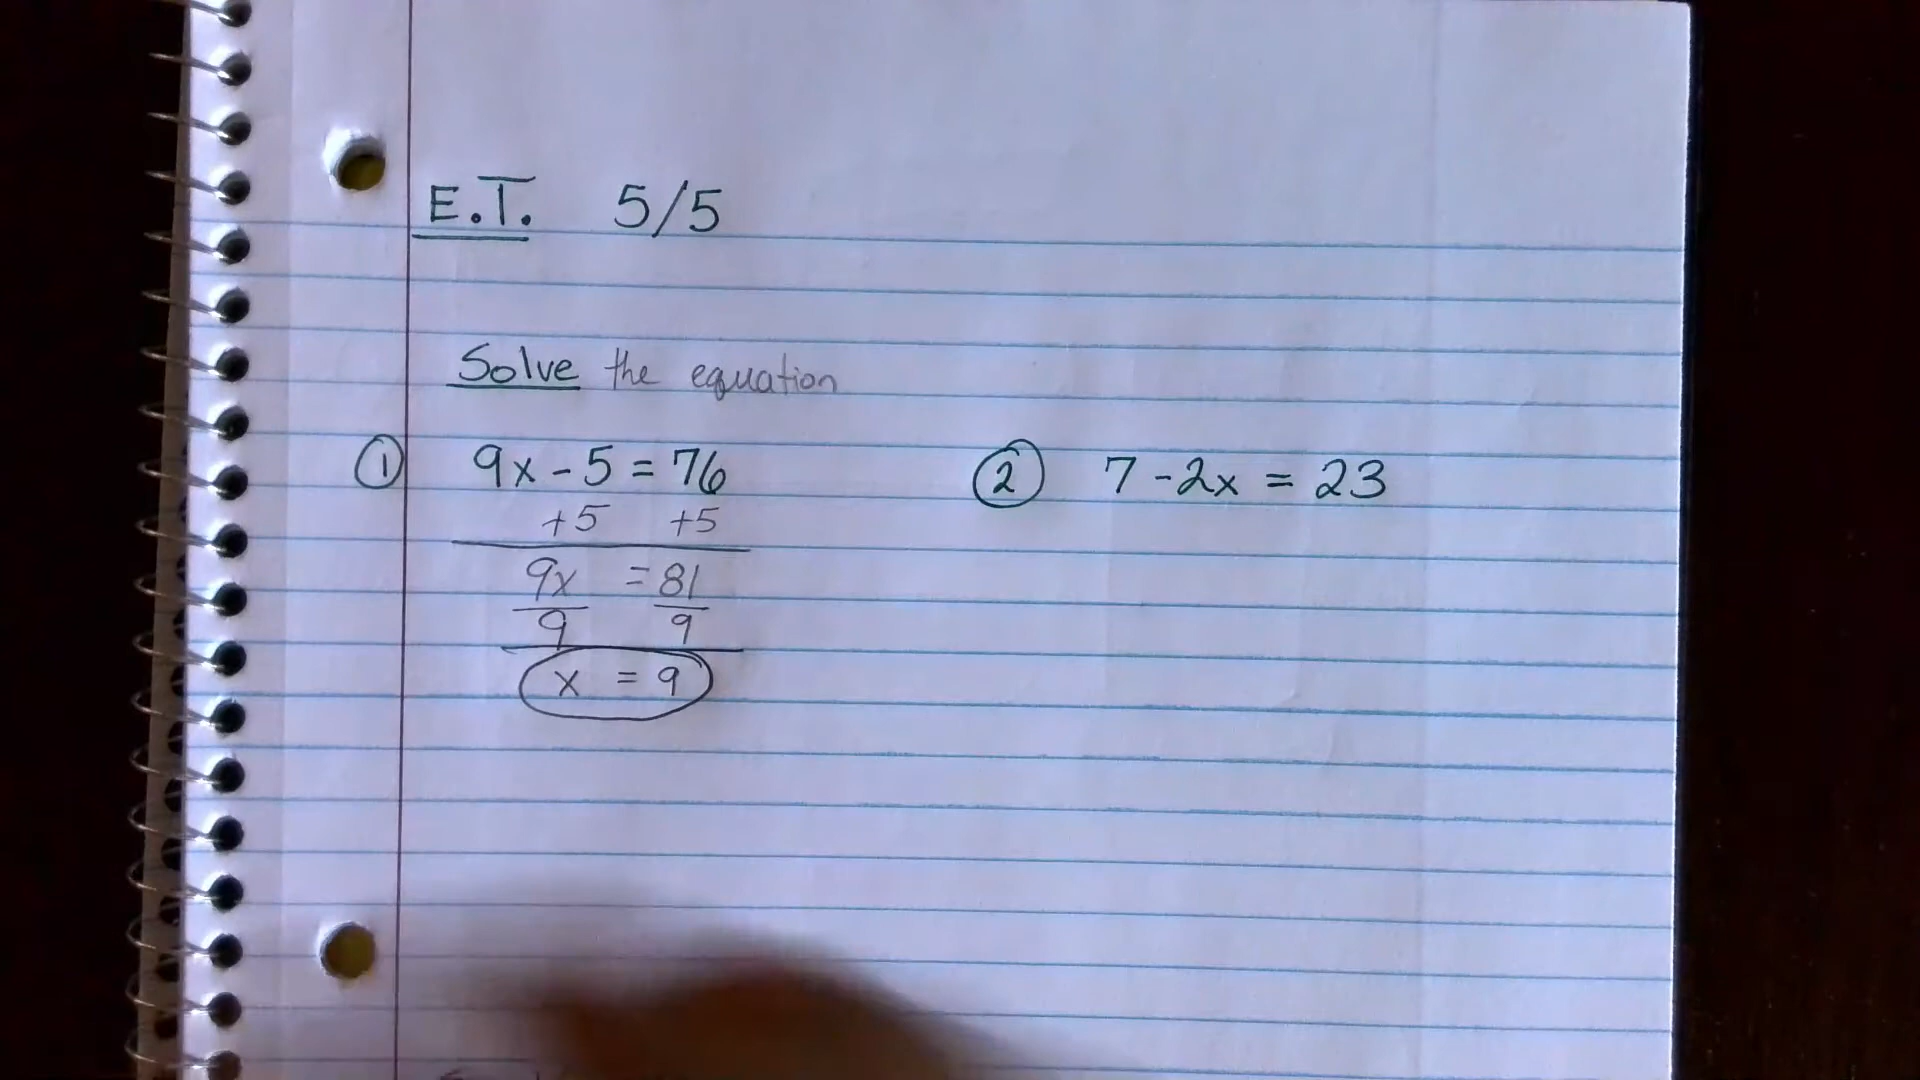 E.T. 5/5
Solve the equation
① 9x - 5 = 76
+5 +5
9x = 81
9 9
x = 9
② 7 - 2x = 23